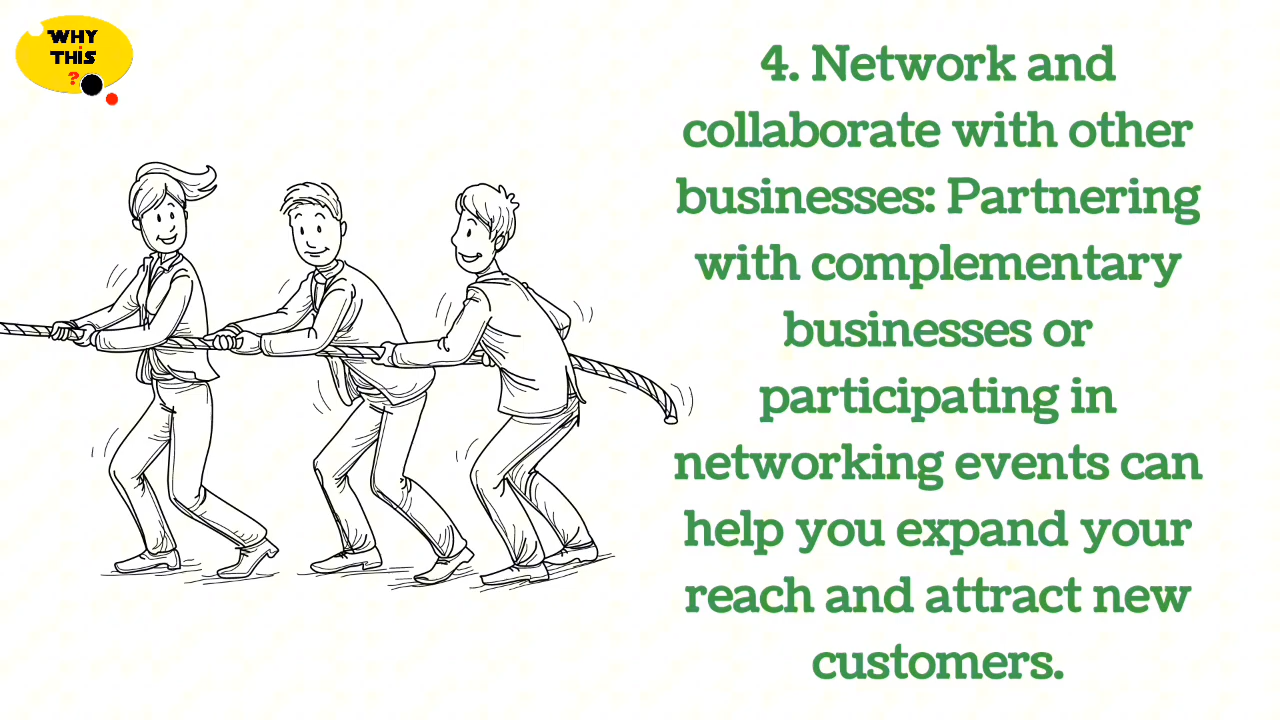 WHY
THIS
?
4. Network and
collaborate with other
businesses: Partnering
with complementary
businesses or
participating in
networking events can
help you expand your
reach and attract new
customers.